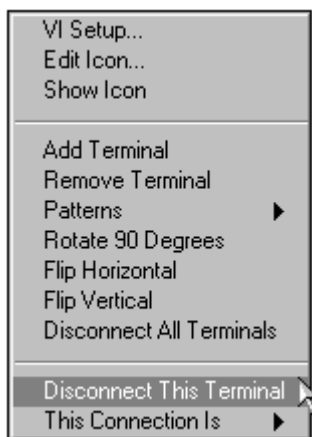 VI Setup...
Edit Icon...
Show Icon
Add Terminal
Remove Terminal
Patterns
Rotate 90 Degrees
Flip Horizontal
Flip Vertical
Disconnect All Terminals
Disconnect This Terminal
This Connection Is